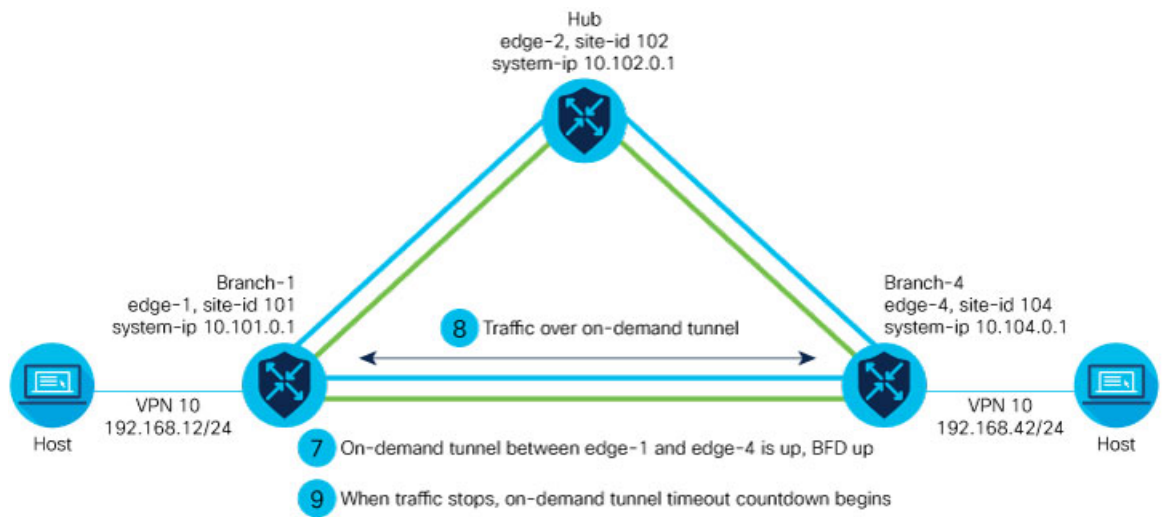 Hub
edge-2, site-id 102
system-ip 10.102.0.1
Branch-1
edge-1, site-id 101
system-ip 10.101.0.1
Branch-4
edge-4, site-id 104
system-ip 10.104.0.1
8 Traffic over on-demand tunnel
VPN 10
192.168.12/24
Host
VPN 10
192.168.42/24
Host
7 On-demand tunnel between edge-1 and edge-4 is up, BFD up
9 When traffic stops, on-demand tunnel timeout countdown begins